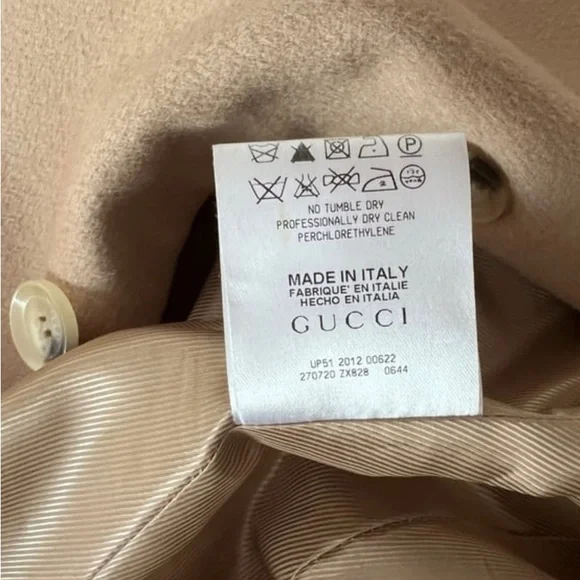 P
NO TUMBLE DRY
PROFESSIONALLY DRY CLEAN
PERCHLORETHYLENE
MADE IN ITALY
FABRIQUE' EN ITALIE
HECHO EN ITALIA
GUCCI
UP51 2012 00622
270720 ZX828 0644